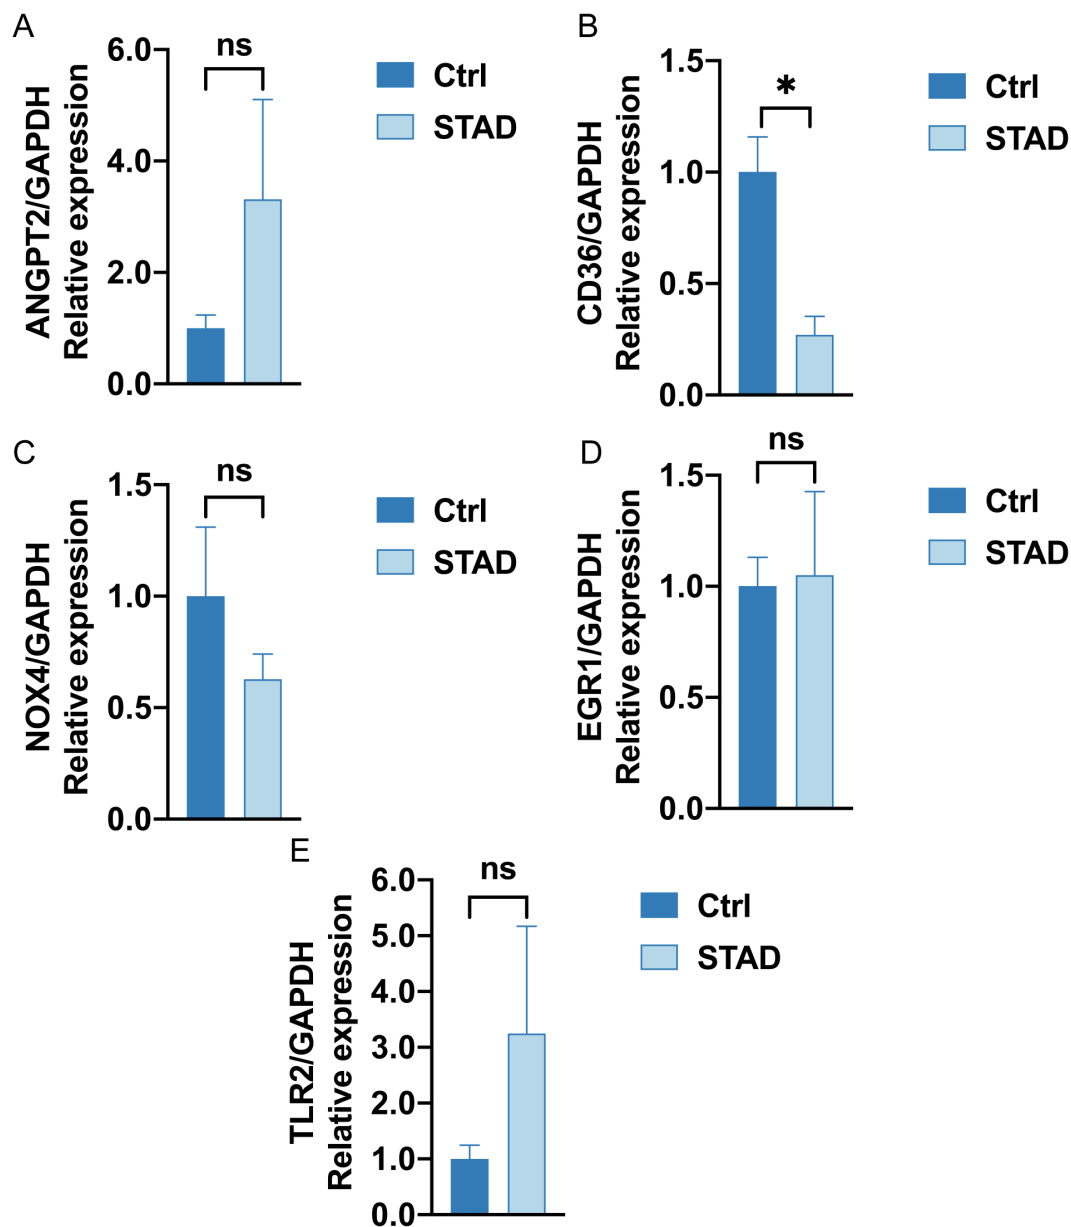 A
ANGPT2/GAPDH
Relative expression
6.0
4.0
2.0
0.0
ns
Ctrl
STAD
B
CD36/GAPDH
Relative expression
1.5
1.0
0.5
0.0
*
Ctrl
STAD
C
NOX4/GAPDH
Relative expression
1.5
1.0
0.5
0.0
ns
Ctrl
STAD
D
EGR1/GAPDH
Relative expression
1.5
1.0
0.5
0.0
ns
Ctrl
STAD
E
TLR2/GAPDH
Relative expression
6.0
5.0
4.0
3.0
2.0
1.0
0.0
ns
Ctrl
STAD